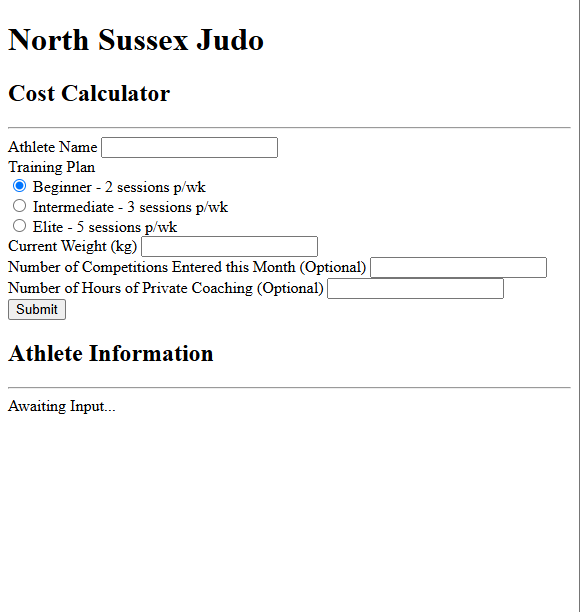 North Sussex Judo
Cost Calculator
Athlete Name
Training Plan
Beginner - 2 sessions p/wk
Intermediate - 3 sessions p/wk
Elite - 5 sessions p/wk
Current Weight (kg)
Number of Competitions Entered this Month (Optional)
Number of Hours of Private Coaching (Optional)
Submit
Athlete Information
Awaiting Input...